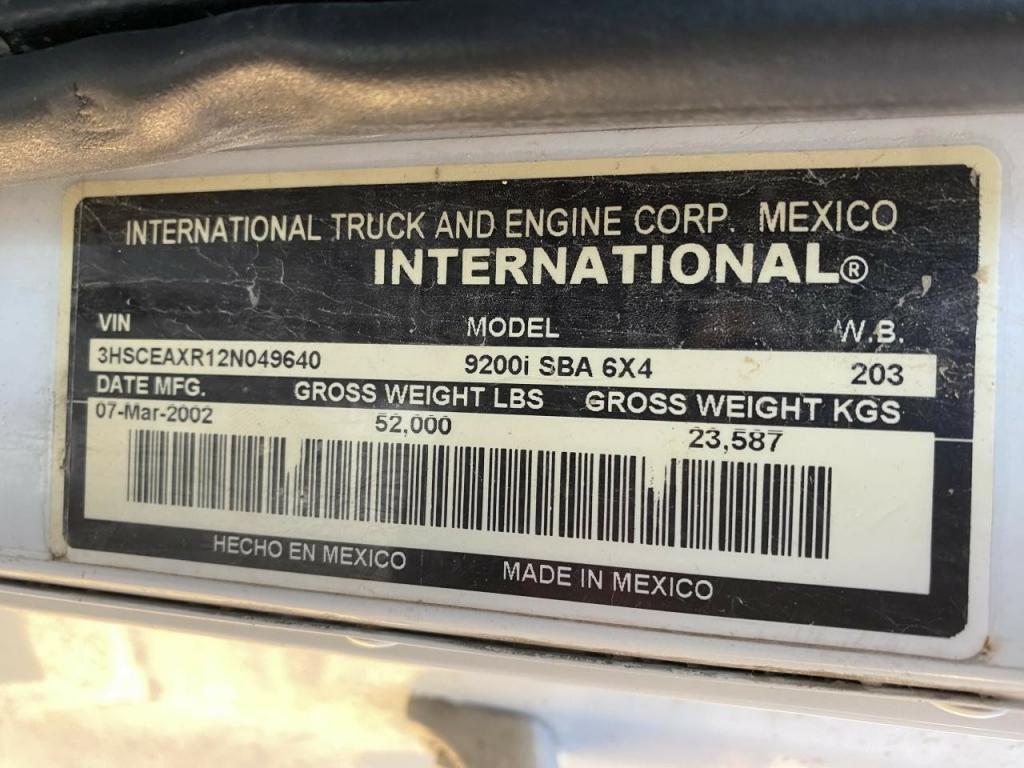 INTERNATIONAL TRUCK AND ENGINE CORP. MEXICO
INTERNATIONAL®
VIN MODEL W.B.
3HSCEAXR12N049640 9200i SBA 6X4 203
DATE MFG. GROSS WEIGHT LBS GROSS WEIGHT KGS
07-Mar-2002 52,000 23,587
HECHO EN MEXICO MADE IN MEXICO